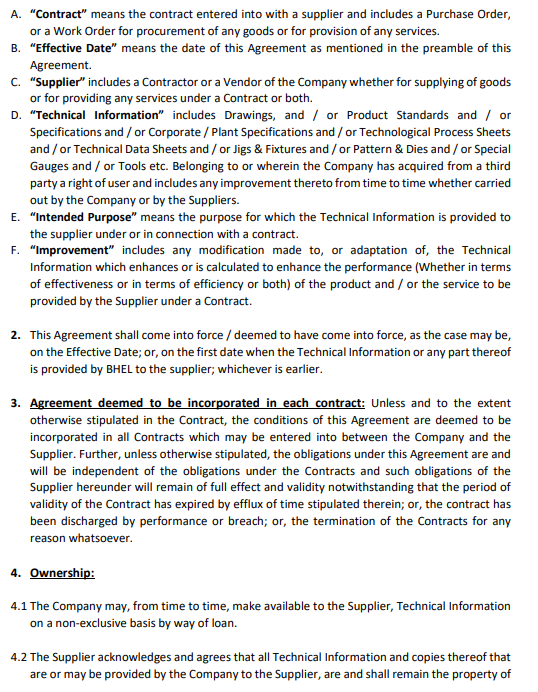 A. “Contract” means the contract entered into with a supplier and includes a Purchase Order,
or a Work Order for procurement of any goods or for provision of any services.
B. “Effective Date” means the date of this Agreement as mentioned in the preamble of this
Agreement.
C. “Supplier” includes a Contractor or a Vendor of the Company whether for supplying of goods
or for providing any services under a Contract or both.
D. “Technical Information” includes Drawings, and / or Product Standards and / or
Specifications and / or Corporate / Plant Specifications and / or Technological Process Sheets
and / or Technical Data Sheets and / or Jigs & Fixtures and / or Pattern & Dies and / or Special
Gauges and / or Tools etc. Belonging to or wherein the Company has acquired from a third
party a right of user and includes any improvement thereto from time to time whether carried
out by the Company or by the Suppliers.
E. “Intended Purpose” means the purpose for which the Technical Information is provided to
the supplier under or in connection with a contract.
F. “Improvement” includes any modification made to, or adaptation of, the Technical
Information which enhances or is calculated to enhance the performance (Whether in terms
of effectiveness or in terms of efficiency or both) of the product and / or the service to be
provided by the Supplier under a Contract.
2. This Agreement shall come into force / deemed to have come into force, as the case may be,
on the Effective Date; or, on the first date when the Technical Information or any part thereof
is provided by BHEL to the supplier; whichever is earlier.
3. Agreement deemed to be incorporated in each contract: Unless and to the extent
otherwise stipulated in the Contract, the conditions of this Agreement are deemed to be
incorporated in all Contracts which may be entered into between the Company and the
Supplier. Further, unless otherwise stipulated, the obligations under this Agreement are and
will be independent of the obligations under the Contracts and such obligations of the
Supplier hereunder will remain of full effect and validity notwithstanding that the period of
validity of the Contract has expired by efflux of time stipulated therein; or, the contract has
been discharged by performance or breach; or, the termination of the Contracts for any
reason whatsoever.
4. Ownership:
4.1 The Company may, from time to time, make available to the Supplier, Technical Information
on a non-exclusive basis by way of loan.
4.2 The Supplier acknowledges and agrees that all Technical Information and copies thereof that
are or may be provided by the Company to the Supplier, are and shall remain the property of